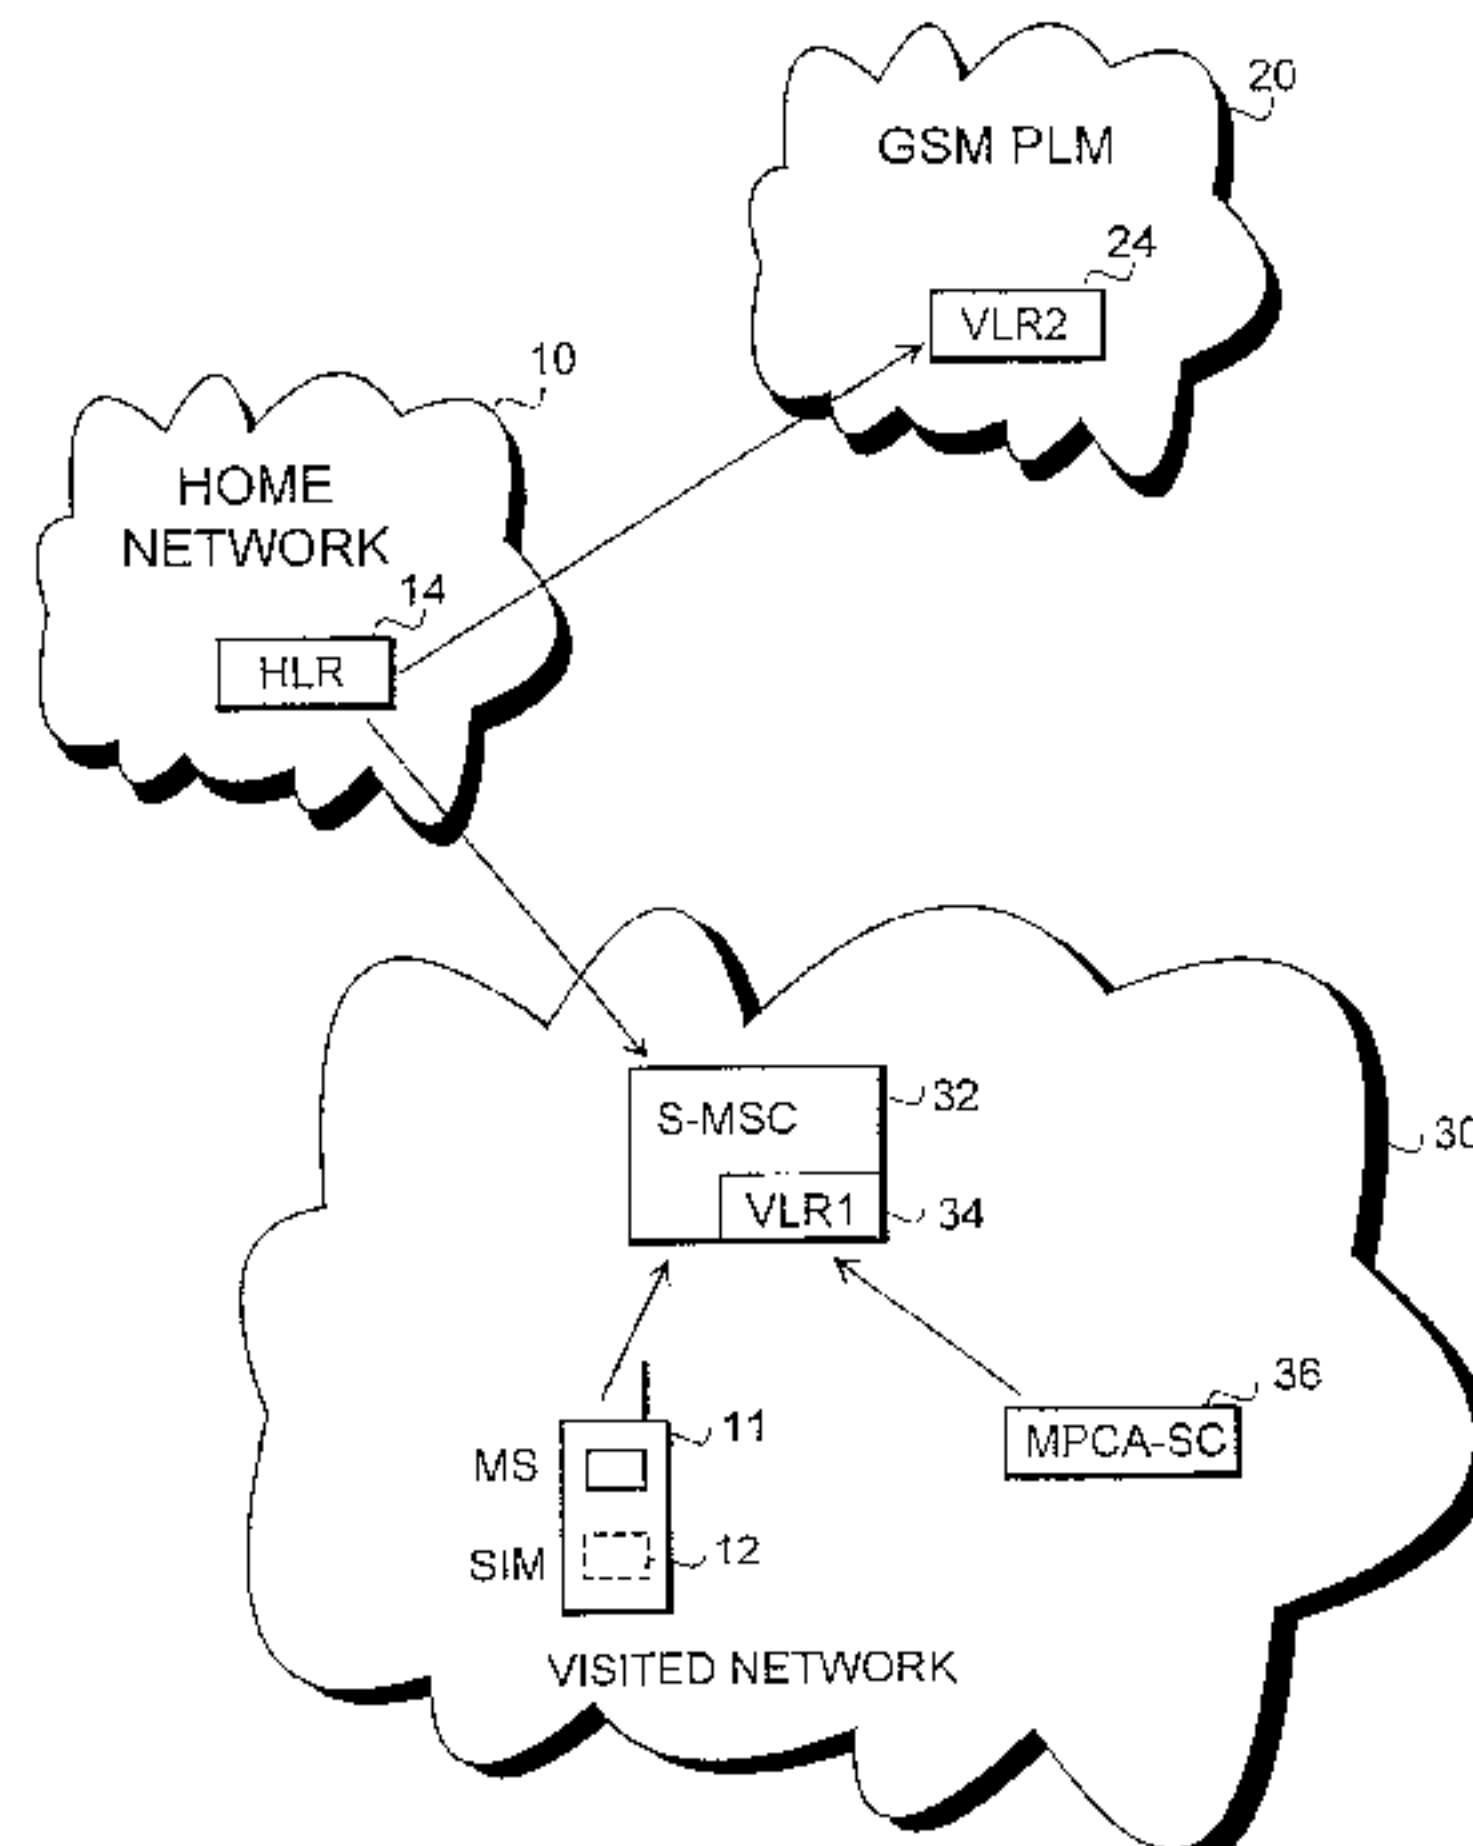 20
GSM PLM
24
VLR2
10
HOME
NETWORK
14
HLR
S-MSC
32
30
VLR1
34
36
MPCA-SC
11
MS
12
SIM
VISITED NETWORK